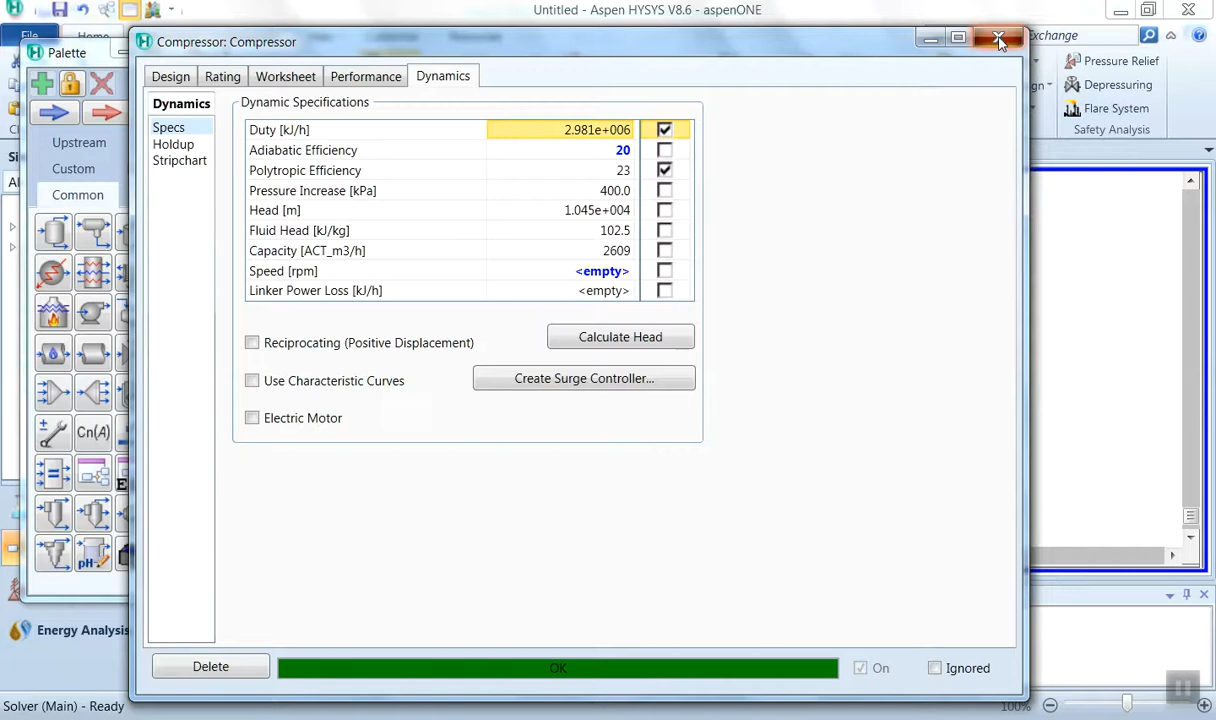 Untitled - Aspen HYSYS V8.6 - aspenONE
File
Home
Exchange
Palette
Compressor: Compressor
Design
Rating
Worksheet
Performance
Dynamics
Pressure Relief
Depressuring
Flare System
Safety Analysis
Upstream
Custom
Common
Dynamics
Specs
Holdup
Stripchart
Dynamic Specifications
Duty [kJ/h] 2.981e+006
Adiabatic Efficiency 20
Polytropic Efficiency 23
Pressure Increase [kPa] 400.0
Head [m] 1.045e+004
Fluid Head [kJ/kg] 102.5
Capacity [ACT_m3/h] 2609
Speed [rpm] <empty>
Linker Power Loss [kJ/h] <empty>
Reciprocating (Positive Displacement)
Calculate Head
Use Characteristic Curves
Create Surge Controller...
Electric Motor
Cn(A)
pH
Energy Analysis
Delete
OK
On
Ignored
Solver (Main) - Ready
100%